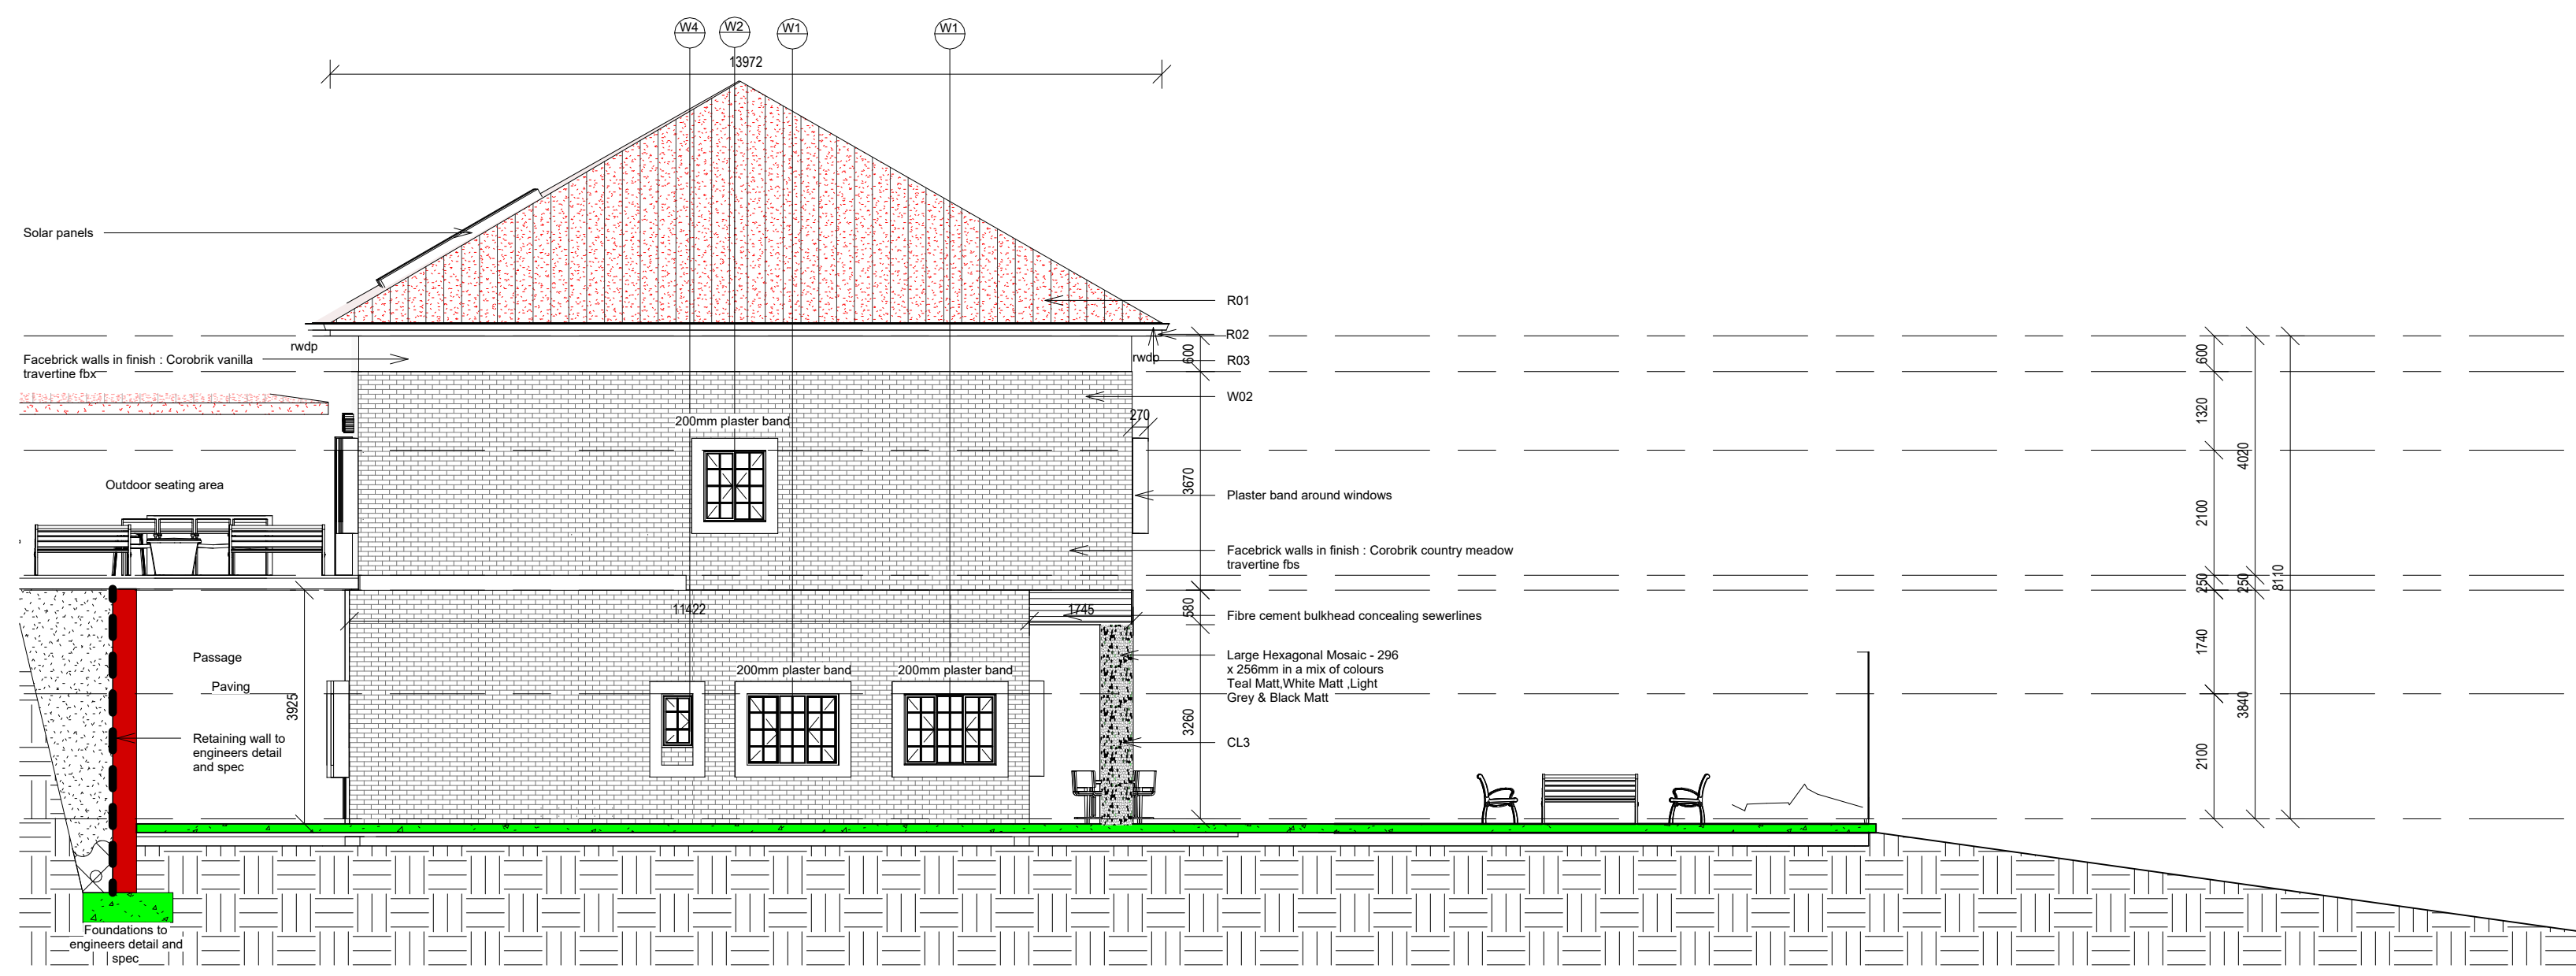 W4
W2
W1
W1
13972
Solar panels
R01
R02
rwdp
rwdp
600
R03
Facebrick walls in finish : Corobrik vanilla
travertine fbx
W02
270
200mm plaster band
Outdoor seating area
3670
Plaster band around windows
Facebrick walls in finish : Corobrik country meadow
travertine fbs
11422
1745
580
Fibre cement bulkhead concealing sewerlines
Passage
Paving
3925
200mm plaster band
200mm plaster band
Large Hexagonal Mosaic - 296
x 256mm in a mix of colours
Teal Matt,White Matt ,Light
Grey & Black Matt
3260
CL3
Retaining wall to
engineers detail
and spec
Foundations to
engineers detail and
spec
600
1320
2100
250
1740
2100
4020
250
3840
8110